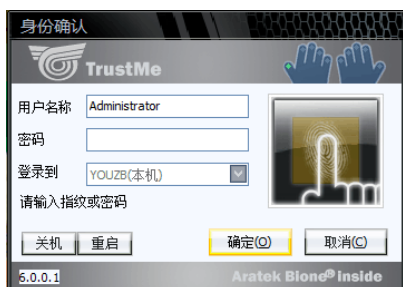 身份确认
TrustMe
用户名称 Administrator
密码
登录到 YOUZB(本机)
请输入指纹或密码
关机 重启 确定(O) 取消(C)
6.0.0.1 Aratek Bione® inside